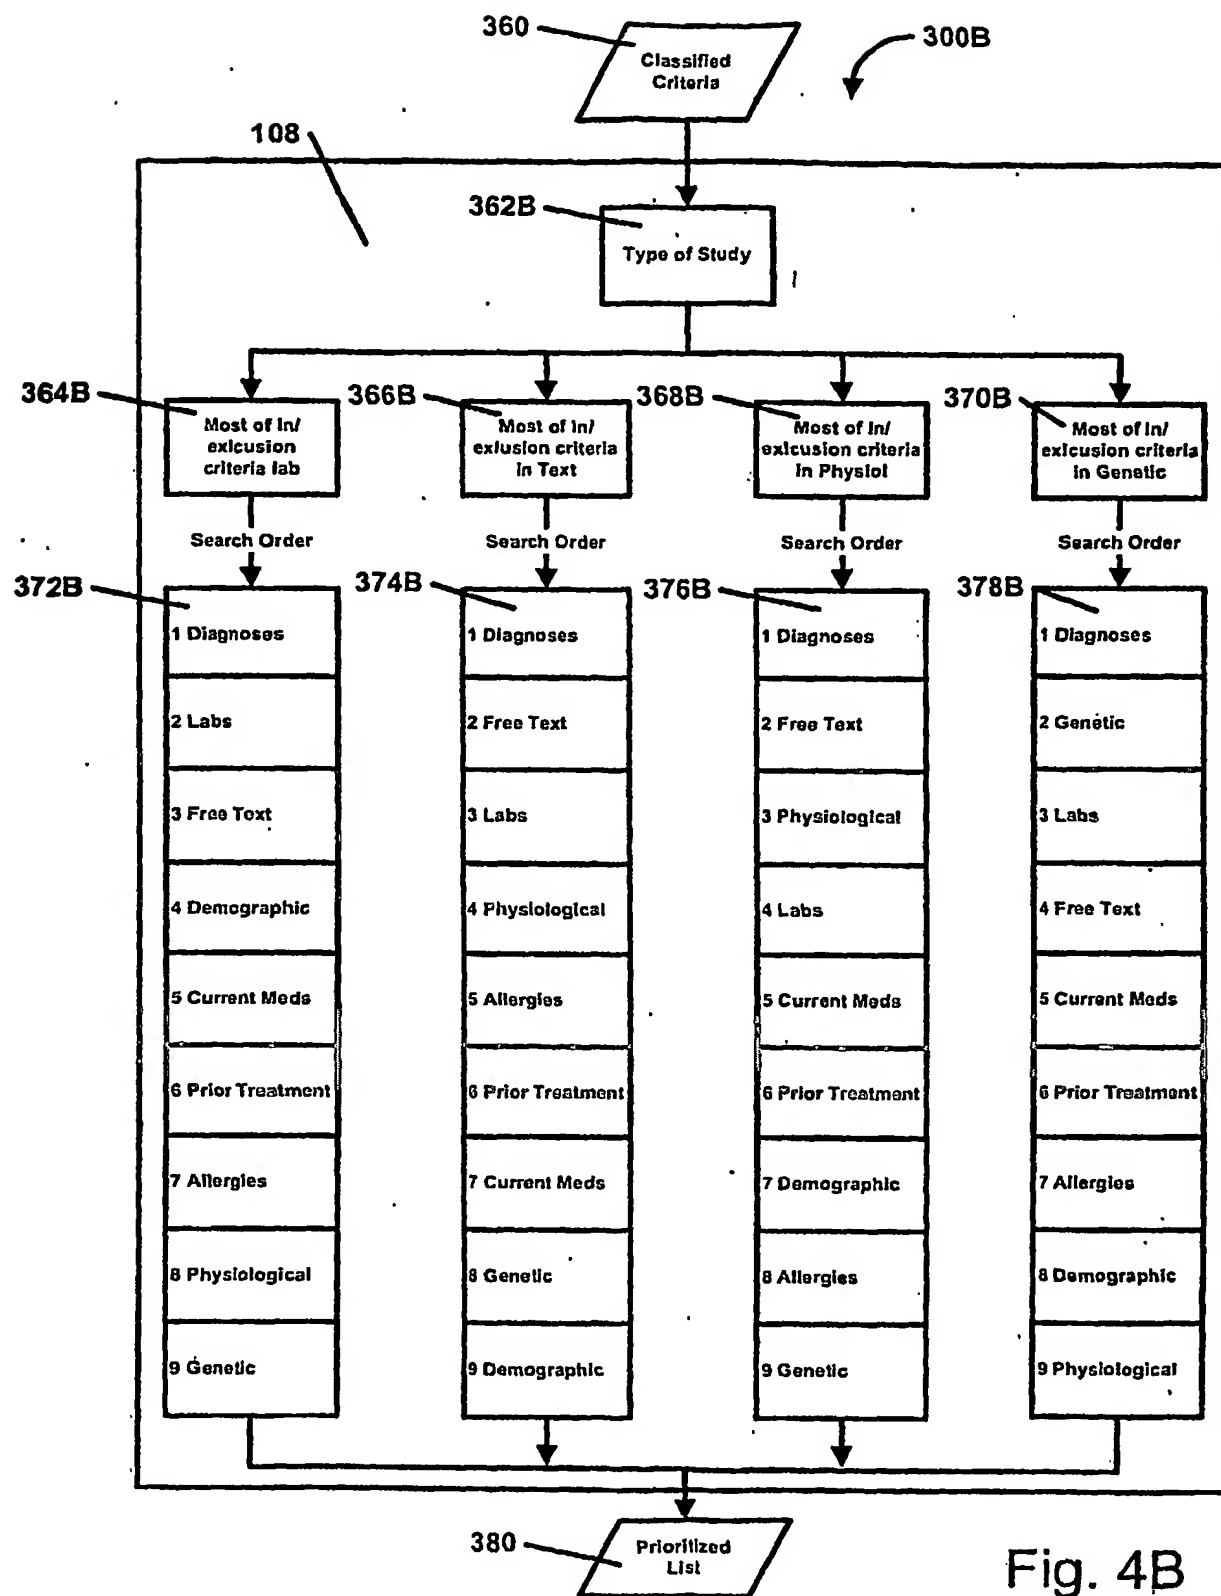 360
Classified
Criteria
300B
108
362B
Type of Study
364B
Most of In/
exlcusion
criteria lab
366B
Most of In/
exlusion criteria
in Text
368B
Most of In/
exlcusion criteria
in Physiol
370B
Most of In/
exlcusion criteria
in Genetic
Search Order
Search Order
Search Order
Search Order
372B
1 Diagnoses
2 Labs
3 Free Text
4 Demographic
5 Current Meds
6 Prior Treatment
7 Allergies
8 Physiological
9 Genetic
374B
1 Diagnoses
2 Free Text
3 Labs
4 Physiological
5 Allergies
6 Prior Treatment
7 Current Meds
8 Genetic
9 Demographic
376B
1 Diagnoses
2 Free Text
3 Physiological
4 Labs
5 Current Meds
6 Prior Treatment
7 Demographic
8 Allergies
9 Genetic
378B
1 Diagnoses
2 Genetic
3 Labs
4 Free Text
5 Current Meds
6 Prior Treatment
7 Allergies
8 Demographic
9 Physiological
380
Prioritized
List
Fig. 4B